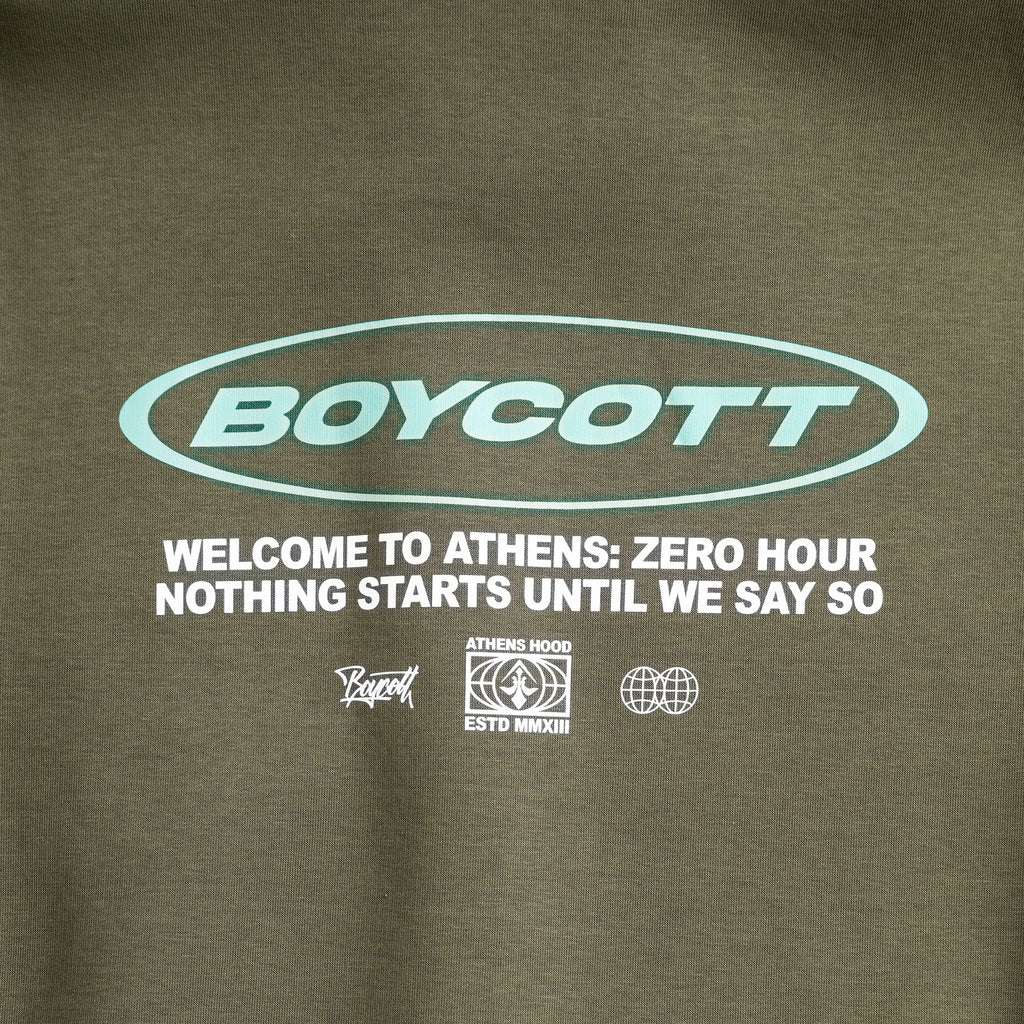 BOYCOTT
WELCOME TO ATHENS: ZERO HOUR
NOTHING STARTS UNTIL WE SAY SO
Boycott
ATHENS HOOD
ESTD MMXIII